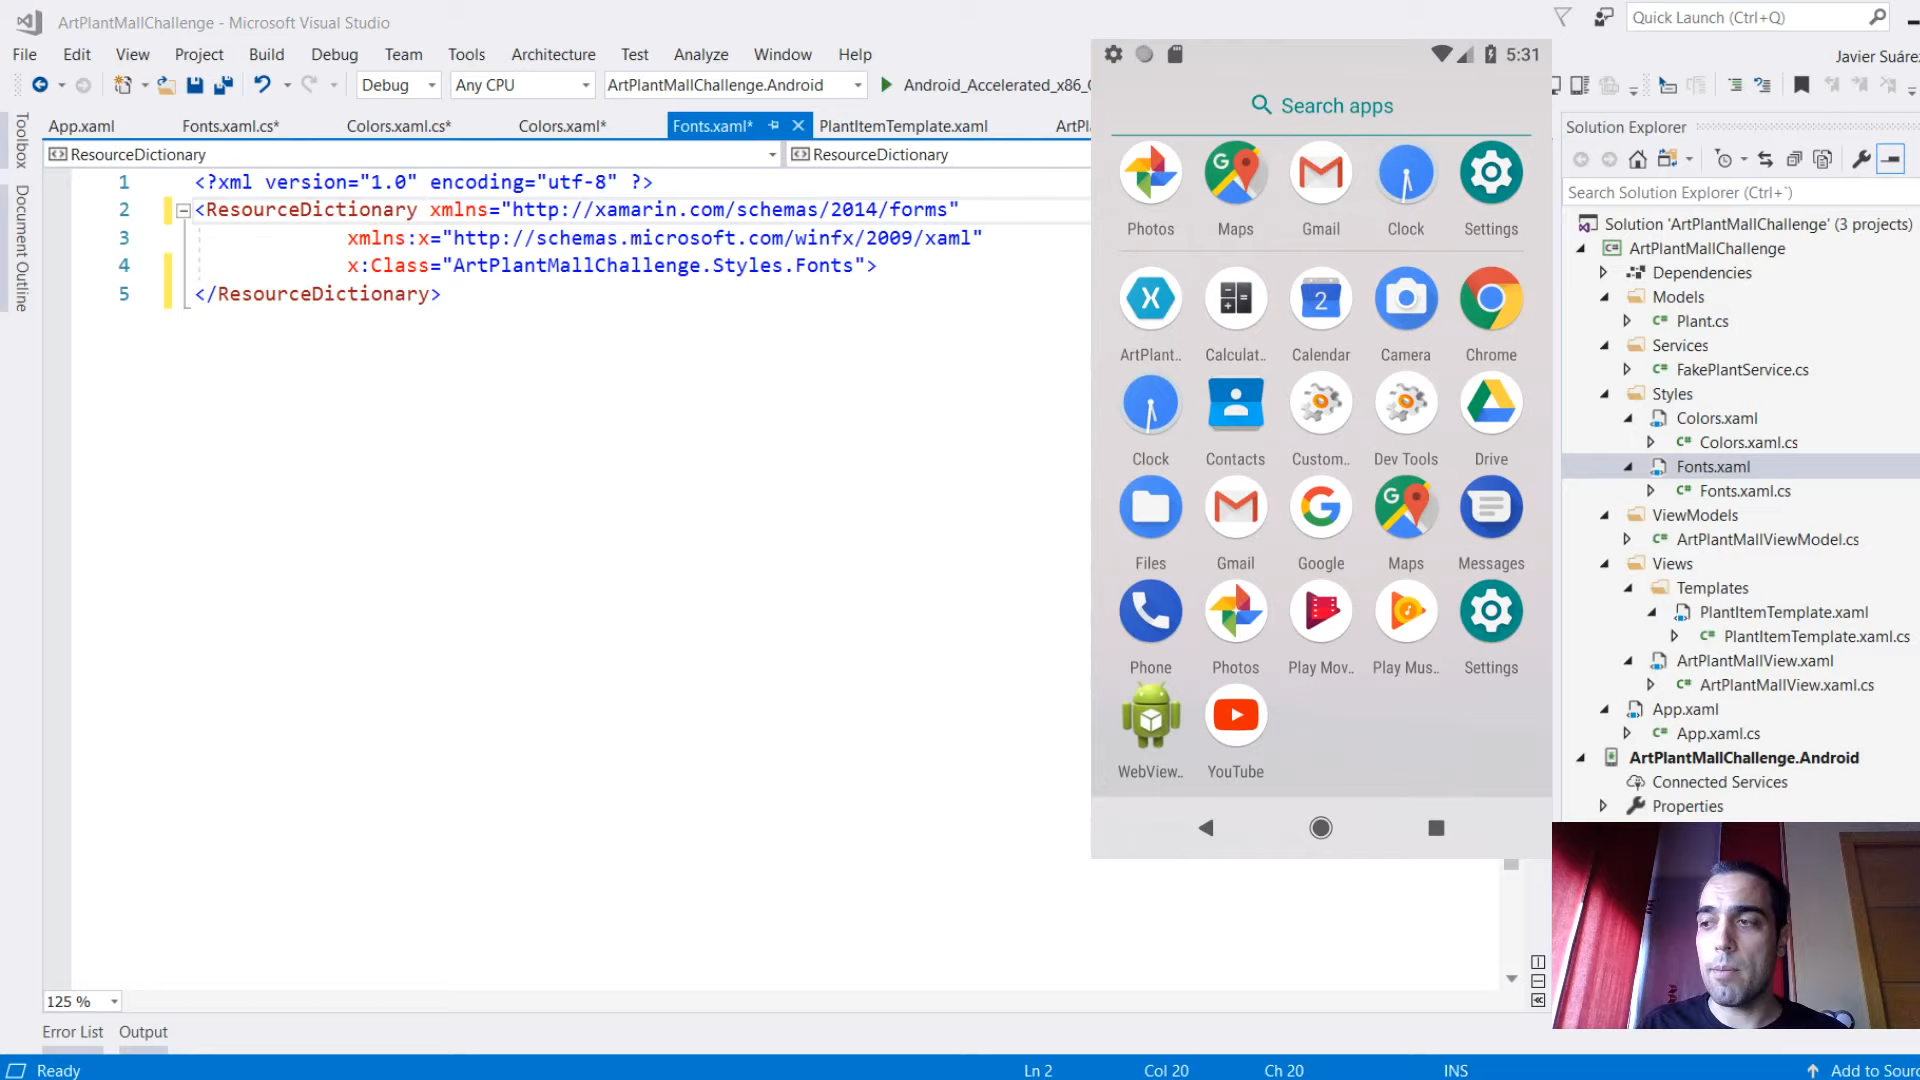 ArtPlantMallChallenge - Microsoft Visual Studio
Quick Launch (Ctrl+Q)
File Edit View Project Build Debug Team Tools Architecture Test Analyze Window Help
Javier Suáre
Debug Any CPU ArtPlantMallChallenge.Android Android_Accelerated_x86_
App.xaml Fonts.xaml.cs* Colors.xaml.cs* Colors.xaml* Fonts.xaml* PlantItemTemplate.xaml ArtPl
ResourceDictionary ResourceDictionary
Toolbox
Document Outline
1 <?xml version="1.0" encoding="utf-8" ?>
2 <ResourceDictionary xmlns="http://xamarin.com/schemas/2014/forms"
3 xmlns:x="http://schemas.microsoft.com/winfx/2009/xaml"
4 x:Class="ArtPlantMallChallenge.Styles.Fonts">
5 </ResourceDictionary>
5:31
Search apps
Photos Maps Gmail Clock Settings
2
ArtPlant.. Calculat.. Calendar Camera Chrome
Clock Contacts Custom.. Dev Tools Drive
Files Gmail Google Maps Messages
Phone Photos Play Mov.. Play Mus.. Settings
WebView.. YouTube
Solution Explorer
Search Solution Explorer (Ctrl+`)
Solution 'ArtPlantMallChallenge' (3 projects)
C# ArtPlantMallChallenge
Dependencies
Models
C# Plant.cs
Services
C# FakePlantService.cs
Styles
Colors.xaml
C# Colors.xaml.cs
Fonts.xaml
C# Fonts.xaml.cs
ViewModels
C# ArtPlantMallViewModel.cs
Views
Templates
PlantItemTemplate.xaml
C# PlantItemTemplate.xaml.cs
ArtPlantMallView.xaml
C# ArtPlantMallView.xaml.cs
App.xaml
C# App.xaml.cs
ArtPlantMallChallenge.Android
Connected Services
Properties
125 %
Error List Output
Ready Ln 2 Col 20 Ch 20 INS Add to Sourc